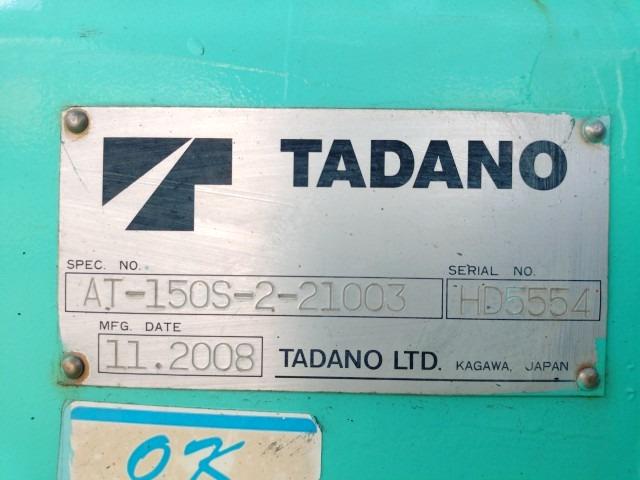 TADANO
SPEC. NO.
SERIAL NO.
AT-150S-2-21003
HD5554
MFG. DATE
11.2008
TADANO LTD. KAGAWA, JAPAN
OK